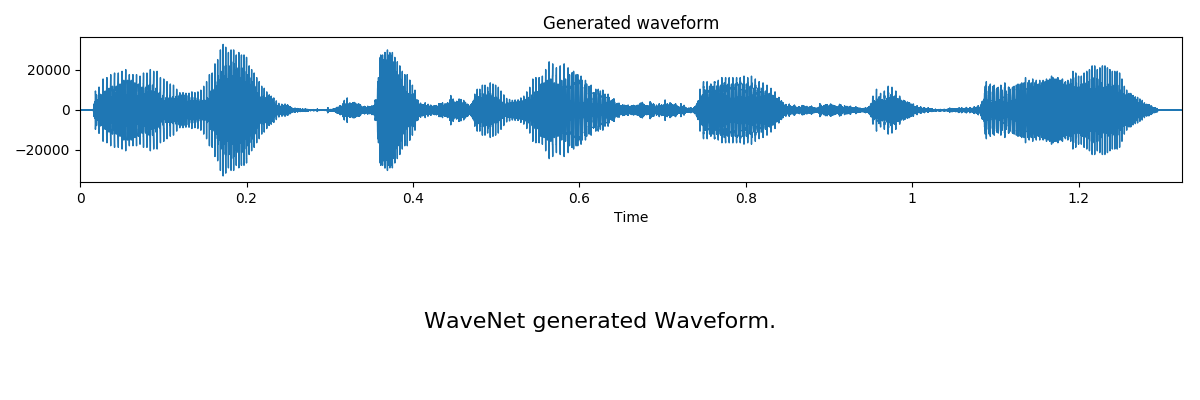 Generated waveform
20000
0
−20000
0 0.2 0.4 0.6 0.8 1 1.2
Time
WaveNet generated Waveform.